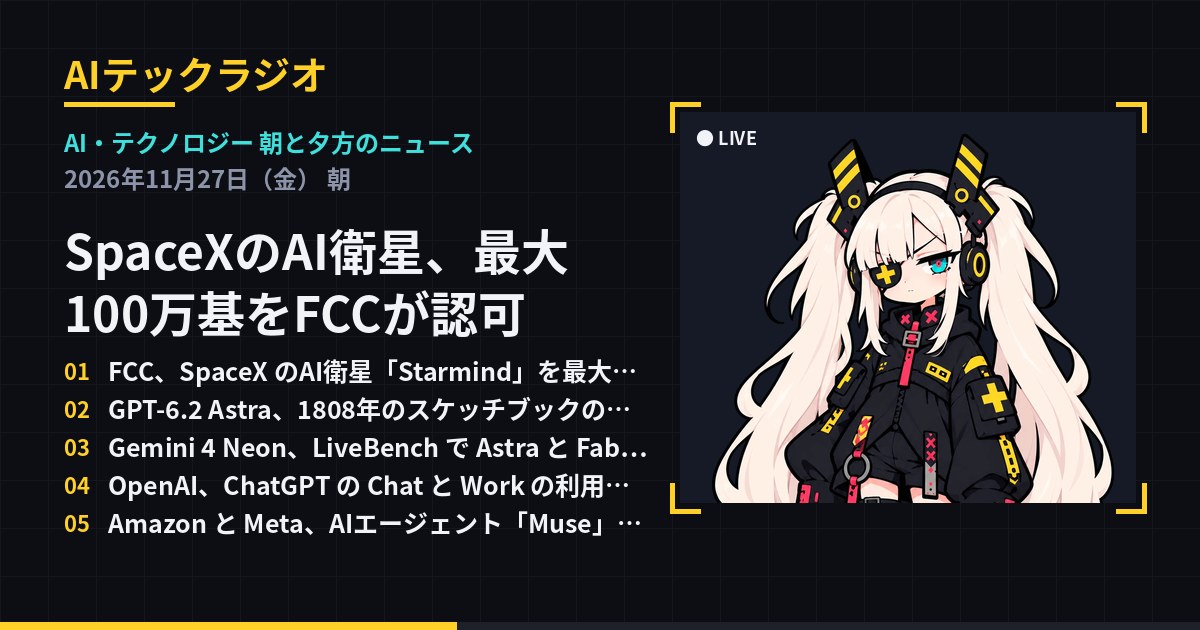 AIテックラジオ
AI・テクノロジー 朝と夕方のニュース
2026年11月27日（金） 朝
SpaceXのAI衛星、最大
100万基をFCCが認可
01 FCC、SpaceX のAI衛星「Starmind」を最大…
02 GPT-6.2 Astra、1808年のスケッチブックの…
03 Gemini 4 Neon、LiveBench で Astra と Fab…
04 OpenAI、ChatGPT の Chat と Work の利用…
05 Amazon と Meta、AIエージェント「Muse」…
LIVE